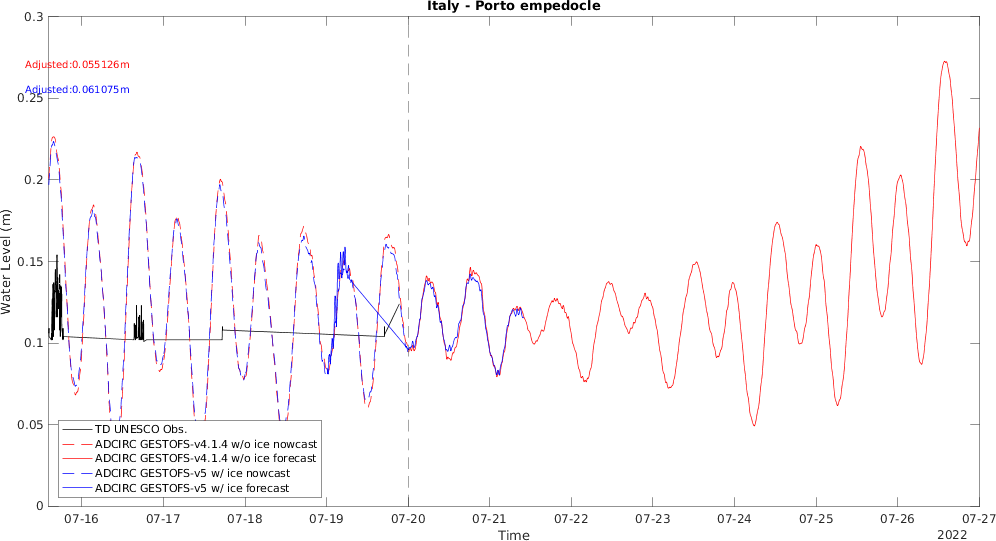 Italy - Porto empedocle
0.3
Adjusted:0.055126m
Adjusted:0.061075m
0.25
0.2
0.15
0.1
0.05
0
Water Level (m)
TD UNESCO Obs.
ADCIRC GESTOFS-v4.1.4 w/o ice nowcast
ADCIRC GESTOFS-v4.1.4 w/o ice forecast
ADCIRC GESTOFS-v5 w/ ice nowcast
ADCIRC GESTOFS-v5 w/ ice forecast
07-16 07-17 07-18 07-19 07-20 07-21 07-22 07-23 07-24 07-25 07-26 07-27
Time
2022